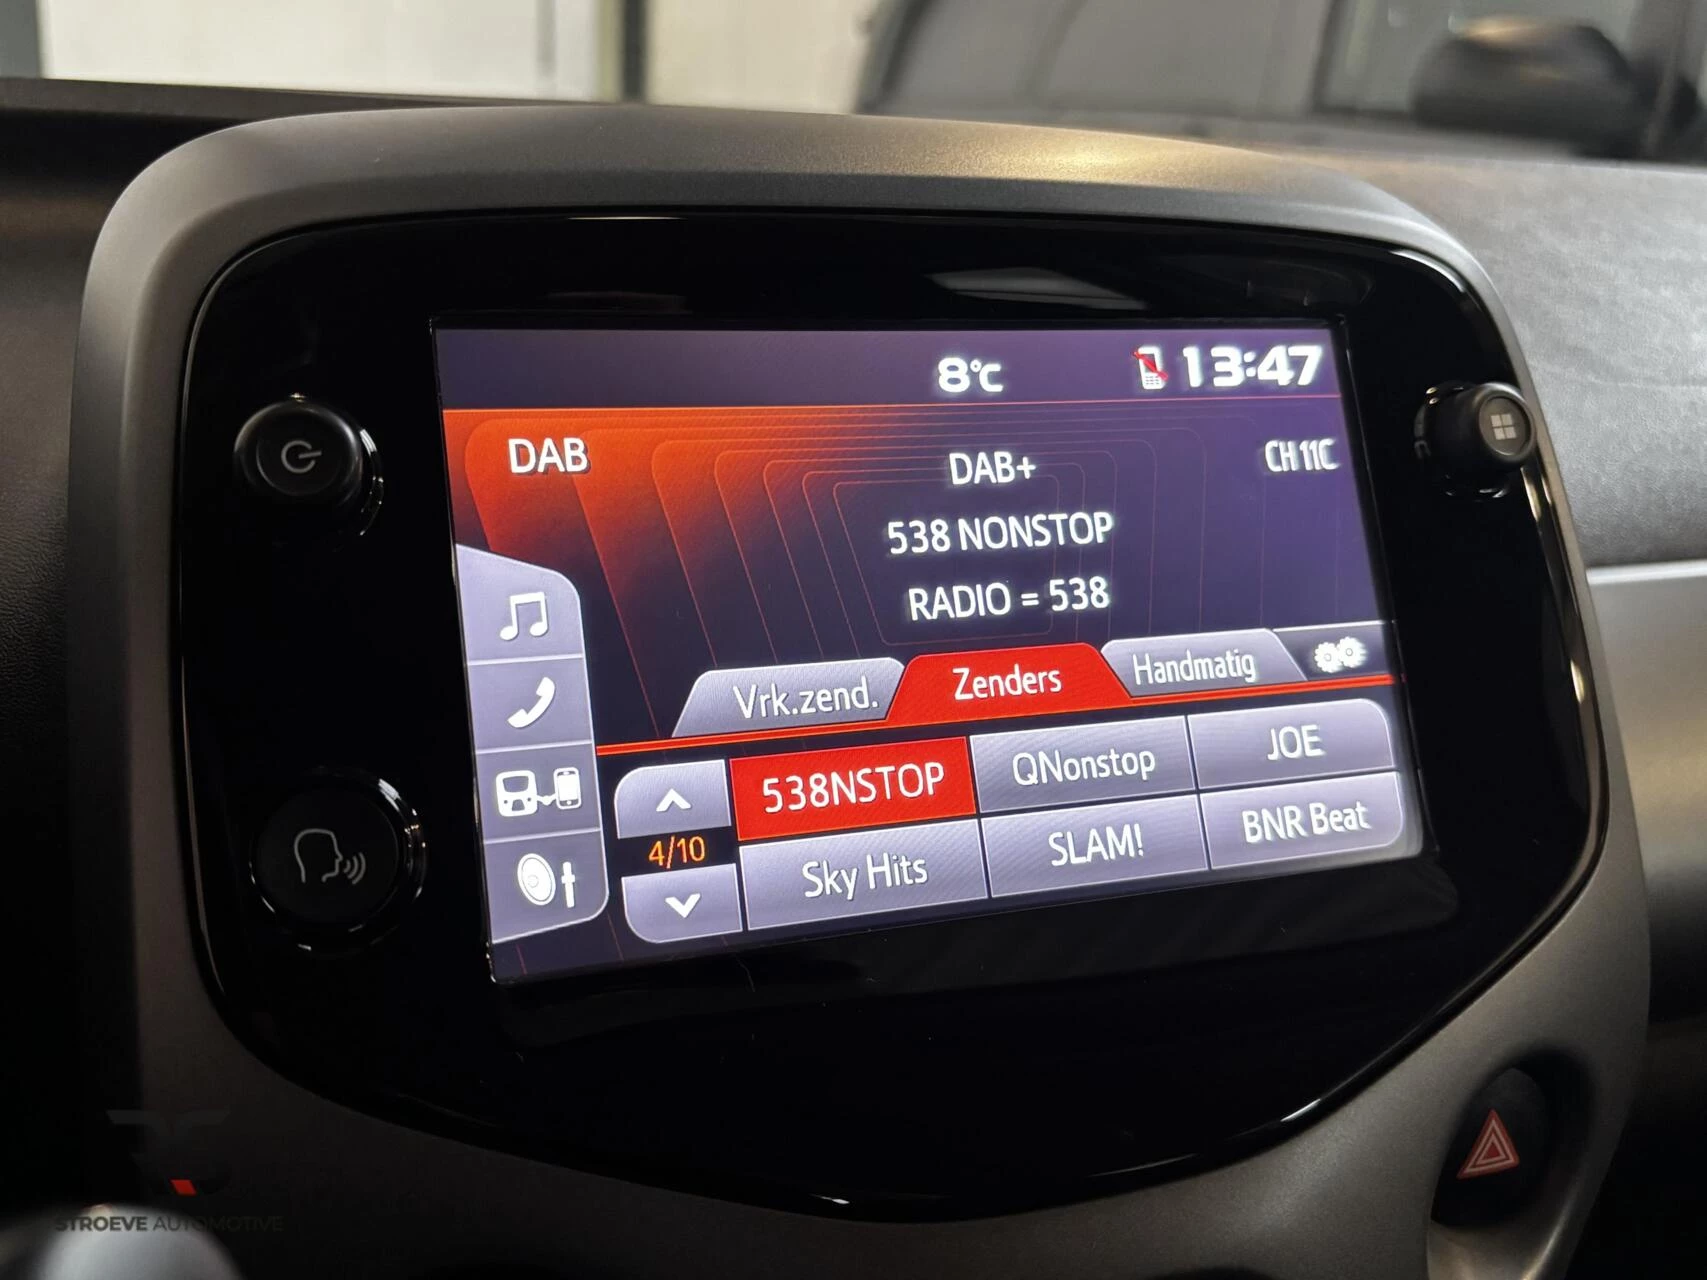 8°C
13:47
DAB
DAB+
CH 11C
538 NONSTOP
RADIO = 538
Vrk.zend.
Zenders
Handmatig
538NSTOP
QNonstop
JOE
4/10
Sky Hits
SLAM!
BNR Beat
RS
STROEVE AUTOMOTIVE